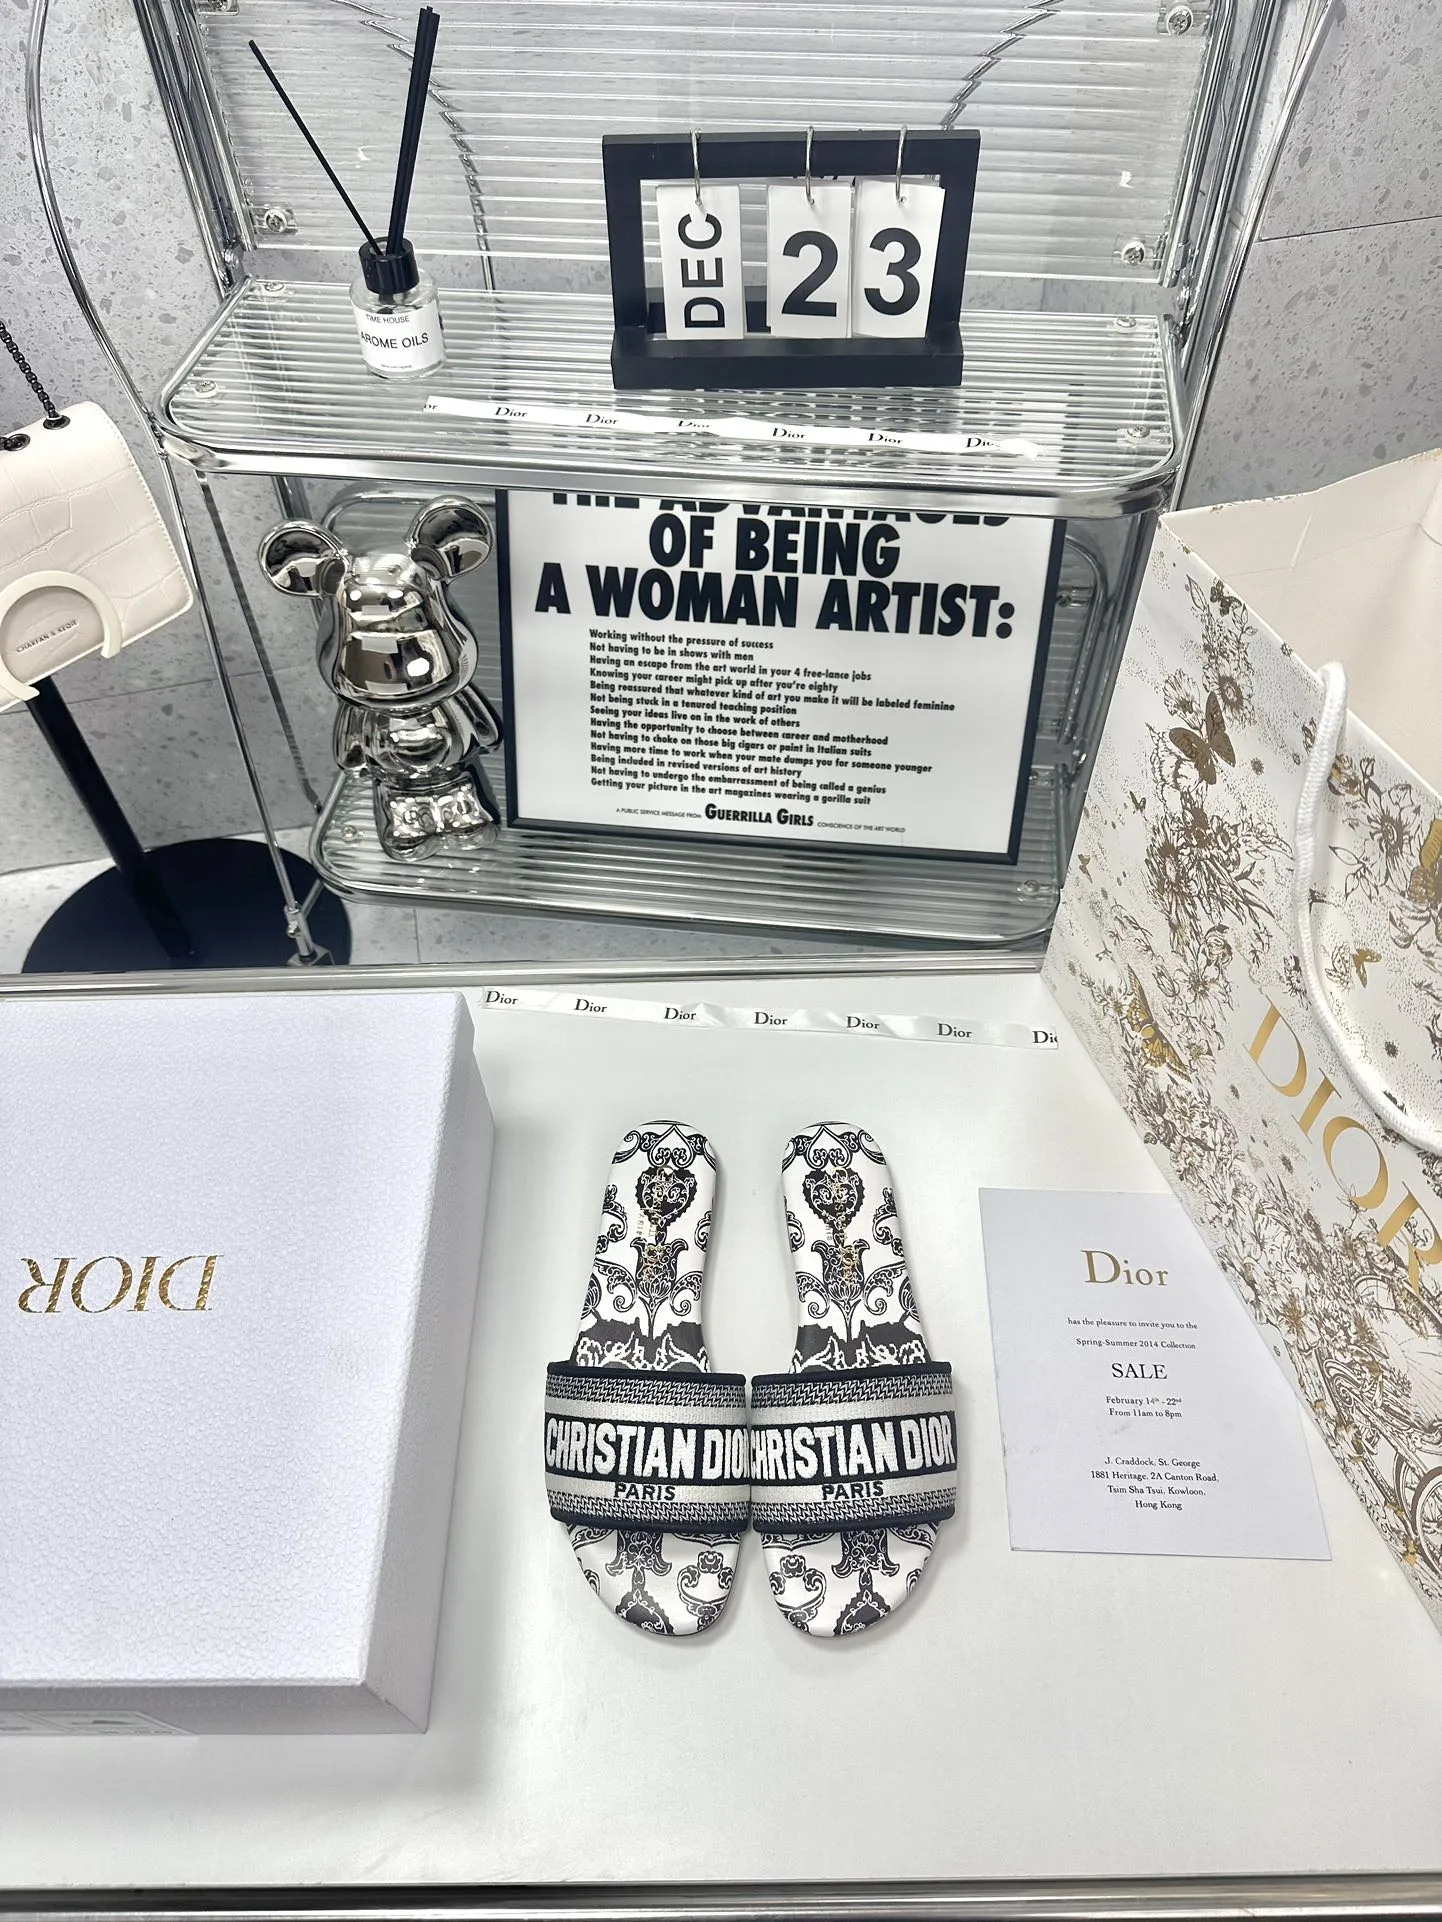 DEC
23
TIME HOUSE
AROME OILS
Dior Dior Dior Dior Dior
THE ADVANTAGES
OF BEING
A WOMAN ARTIST:
Working without the pressure of success
Not having to be in shows with men
Having an escape from the art world in your 4 free-lance jobs
Knowing your career might pick up after you're eighty
Being reassured that whatever kind of art you make it will be labeled feminine
Not being stuck in a tenured teaching position
Seeing your ideas live on in the work of others
Having the opportunity to choose between career and motherhood
Not having to choke on those big cigars or paint in Italian suits
Having more time to work when your mate dumps you for someone younger
Being included in revised versions of art history
Not having to undergo the embarrassment of being called a genius
Getting your picture in the art magazines wearing a gorilla suit
A PUBLIC SERVICE MESSAGE FROM GUERRILLA GIRLS CONSCIENCE OF THE ART WORLD
Dior Dior Dior Dior Dior Dior
DIOR
DIOR
CHRISTIAN DIOR
PARIS
CHRISTIAN DIOR
PARIS
Dior
has the pleasure to invite you to the
Spring-Summer 2014 Collection
SALE
February 14th - 22nd
From 11am to 8pm
J. Craddock, St. George
1881 Heritage, 2A Canton Road,
Tsim Sha Tsui, Kowloon,
Hong Kong